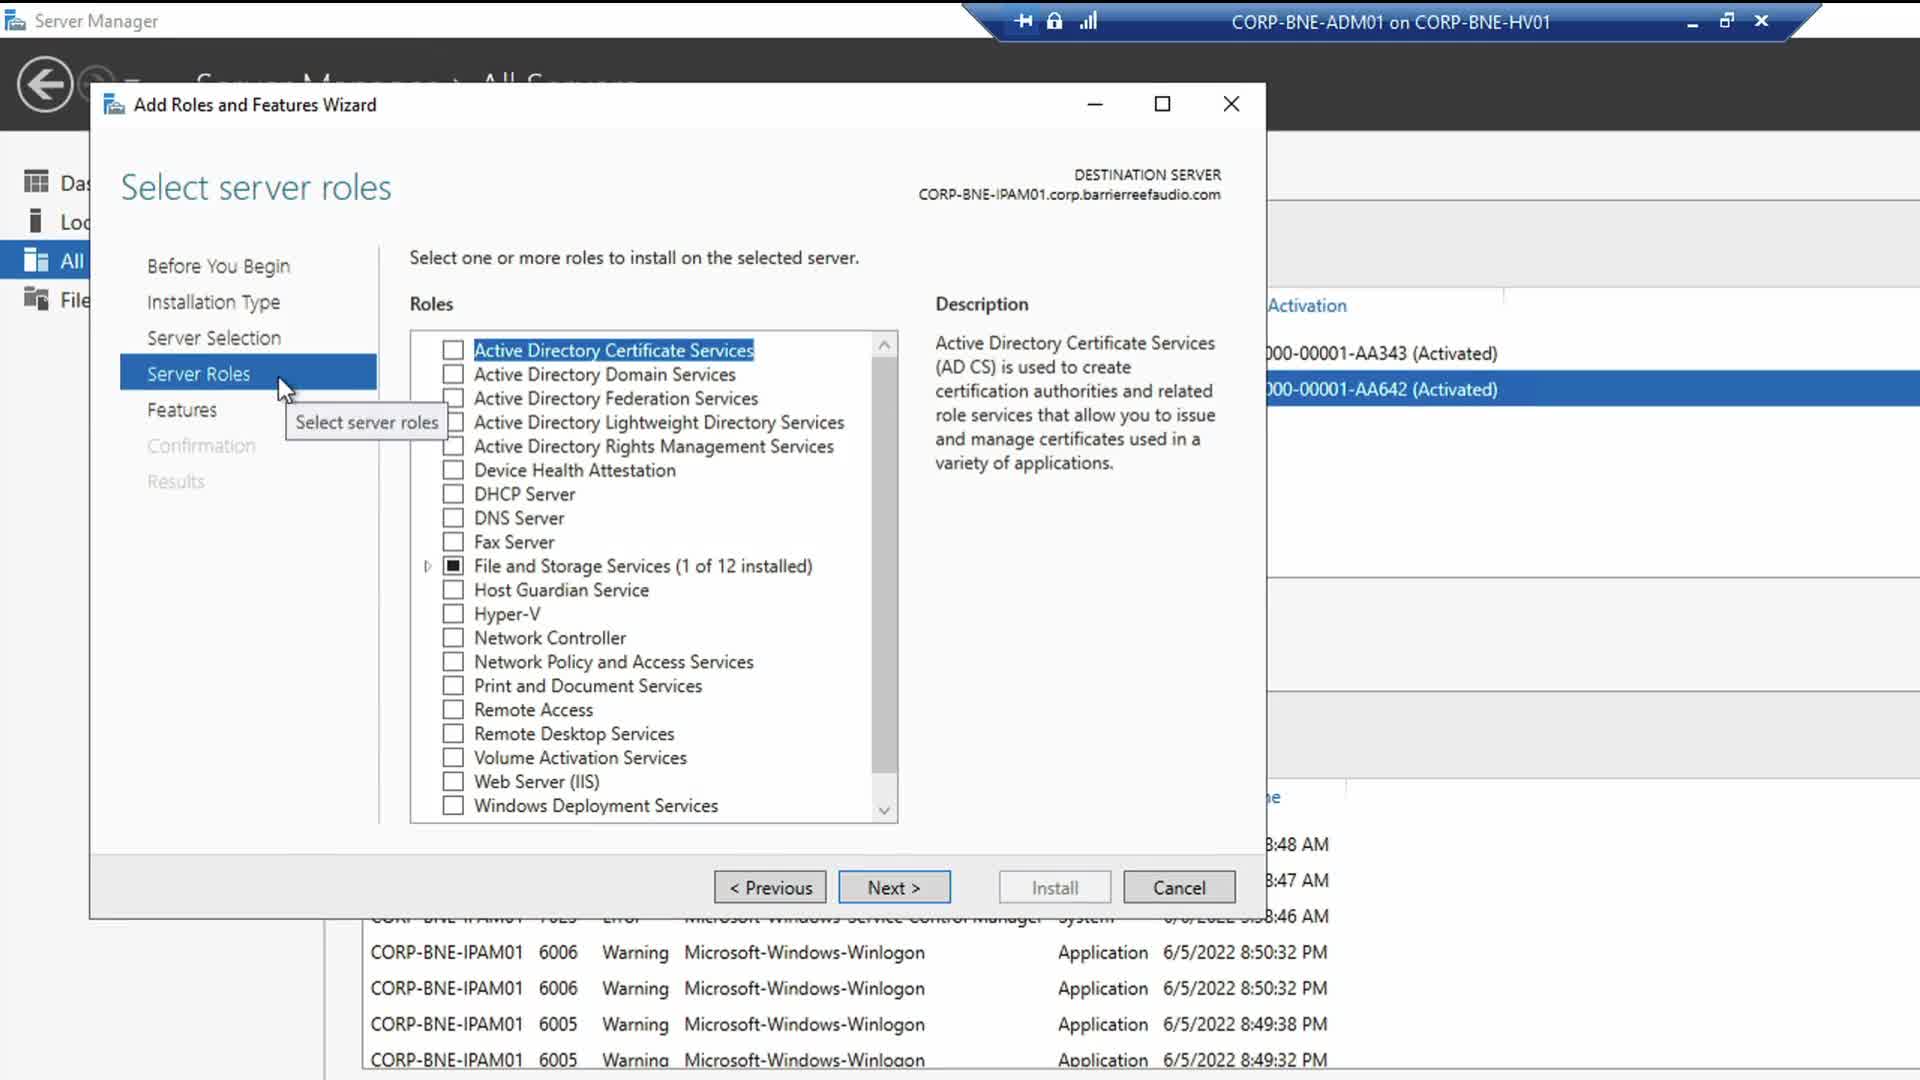 Server Manager
CORP-BNE-ADM01 on CORP-BNE-HV01
Server Manager › All Servers
Add Roles and Features Wizard
Select server roles
DESTINATION SERVER
CORP-BNE-IPAM01.corp.barrierreefaudio.com
All
File
Before You Begin
Installation Type
Server Selection
Server Roles
Features
Confirmation
Results
Select server roles
Select one or more roles to install on the selected server.
Roles
Active Directory Certificate Services
Active Directory Domain Services
Active Directory Federation Services
Active Directory Lightweight Directory Services
Active Directory Rights Management Services
Device Health Attestation
DHCP Server
DNS Server
Fax Server
File and Storage Services (1 of 12 installed)
Host Guardian Service
Hyper-V
Network Controller
Network Policy and Access Services
Print and Document Services
Remote Access
Remote Desktop Services
Volume Activation Services
Web Server (IIS)
Windows Deployment Services
Description
Active Directory Certificate Services
(AD CS) is used to create
certification authorities and related
role services that allow you to issue
and manage certificates used in a
variety of applications.
< Previous
Next >
Install
Cancel
Activation
000-00001-AA343 (Activated)
000-00001-AA642 (Activated)
8:48 AM
8:47 AM
8:46 AM
CORP-BNE-IPAM01 6006 Warning Microsoft-Windows-Winlogon Application 6/5/2022 8:50:32 PM
CORP-BNE-IPAM01 6006 Warning Microsoft-Windows-Winlogon Application 6/5/2022 8:50:32 PM
CORP-BNE-IPAM01 6005 Warning Microsoft-Windows-Winlogon Application 6/5/2022 8:49:38 PM
CORP-BNE-IPAM01 6005 Warning Microsoft-Windows-Winlogon Application 6/5/2022 8:49:32 PM